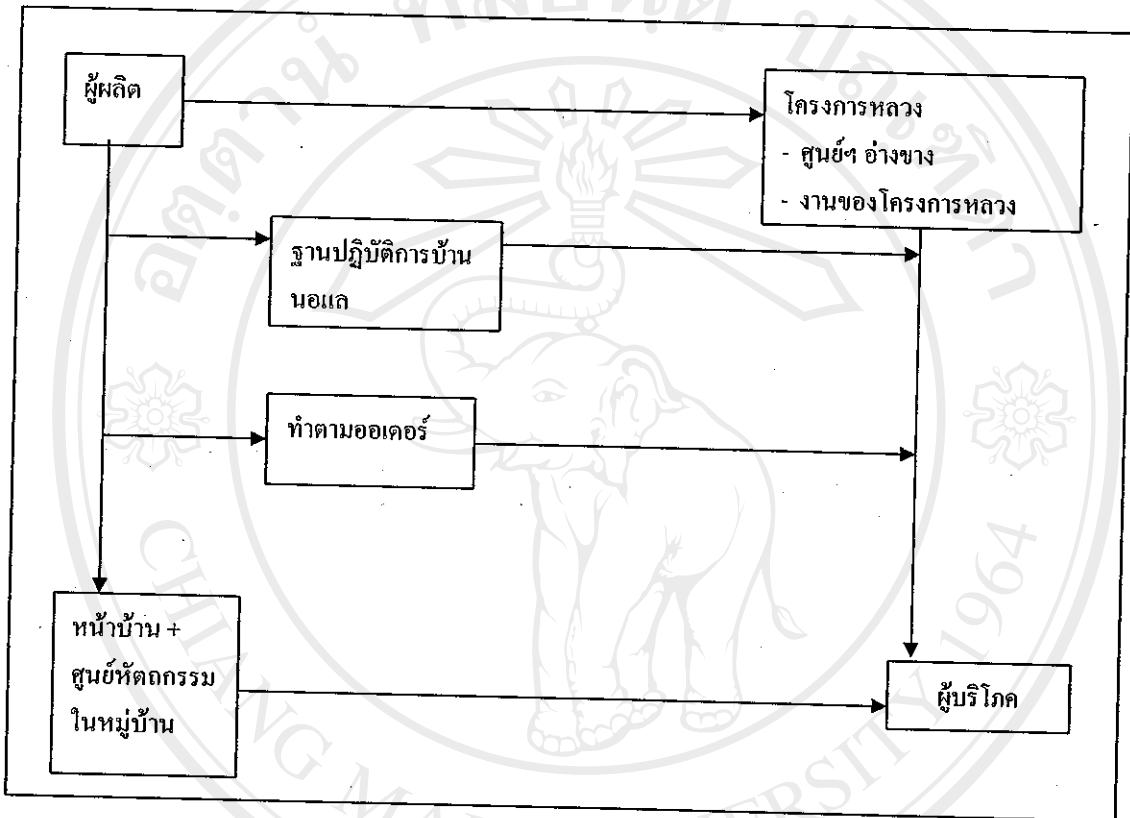 ผู้ผลิต
โครงการหลวง
- ศูนย์ฯ อ่างขาง
- งานของโครงการหลวง
ฐานปฏิบัติการบ้าน
นอแล
ทำตามออเดอร์
หน้าบ้าน +
ศูนย์หัตถกรรม
ในหมู่บ้าน
ผู้บริโภค
CHIANG MAI UNIVERSITY 1964